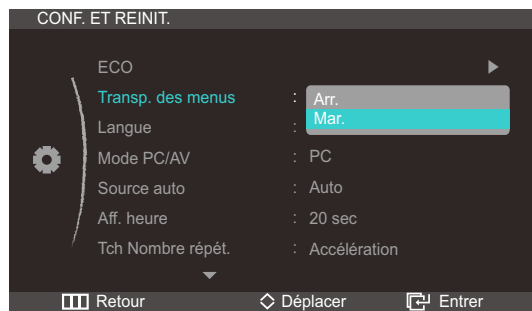 CONF. ET REINIT.
ECO
Transp. des menus : Arr.
Mar.
Langue :
Mode PC/AV : PC
Source auto : Auto
Aff. heure : 20 sec
Tch Nombre répét. : Accélération
Retour Déplacer Entrer